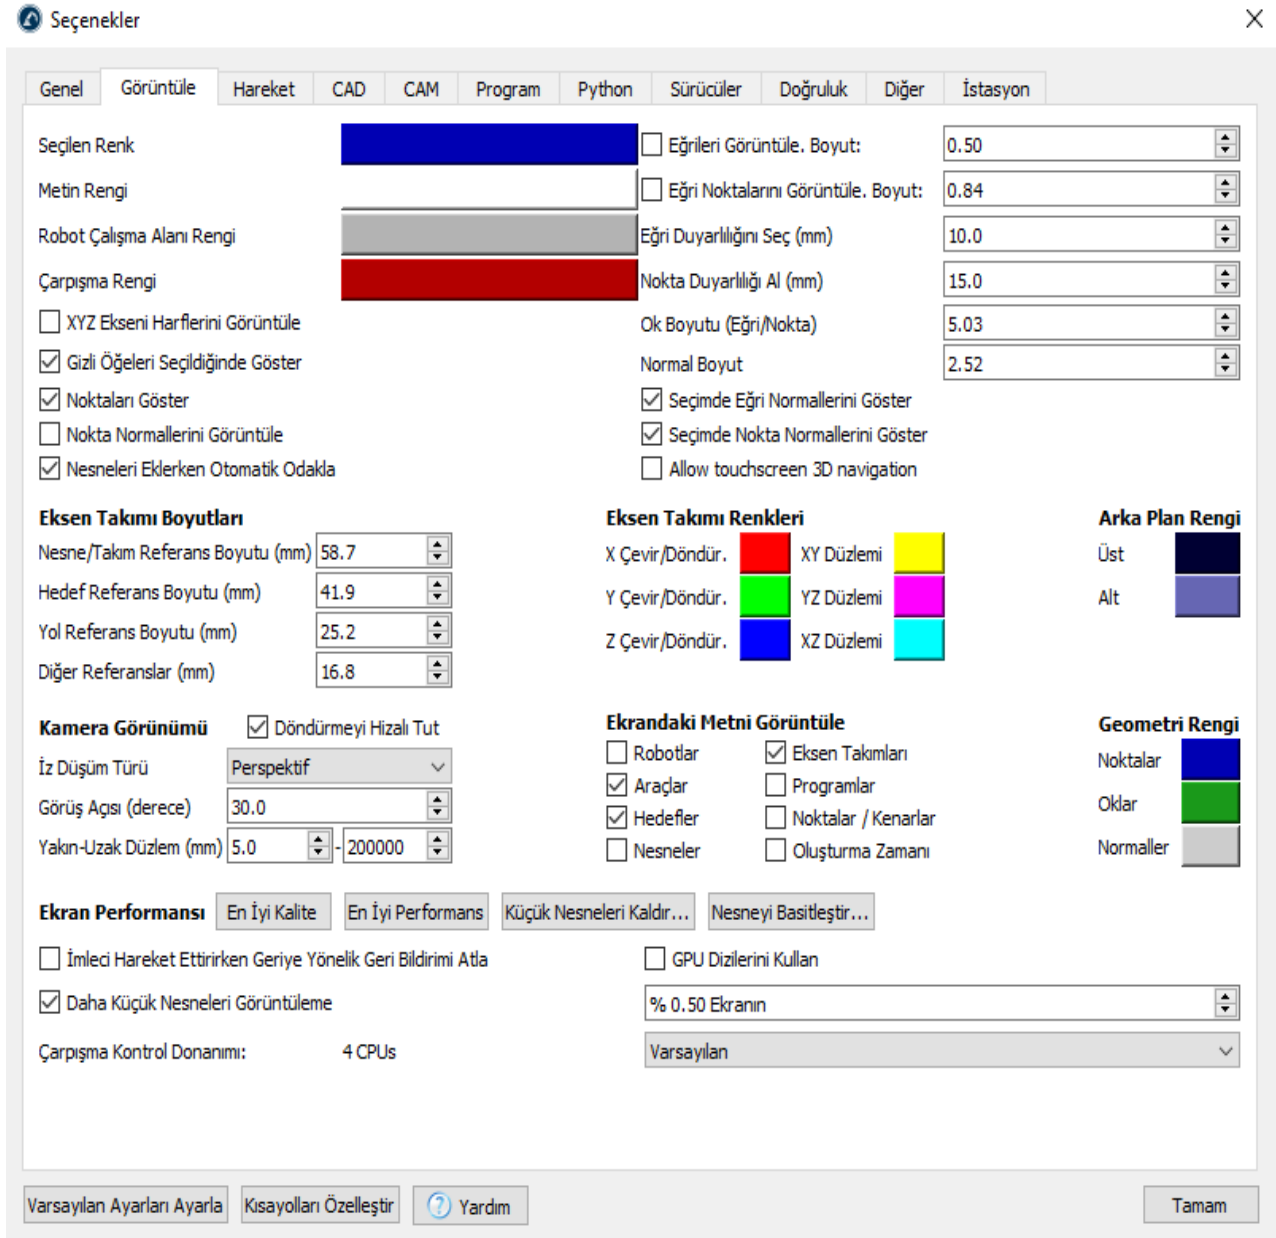 Seçenekler
Genel Görüntüle Hareket CAD CAM Program Python Sürücüler Doğruluk Diğer İstasyon
Seçilen Renk Eğrileri Görüntüle. Boyut: 0.50
Metin Rengi Eğri Noktalarını Görüntüle. Boyut: 0.84
Robot Çalışma Alanı Rengi Eğri Duyarlılığını Seç (mm) 10.0
Çarpışma Rengi Nokta Duyarlılığı Al (mm) 15.0
XYZ Ekseni Harflerini Görüntüle Ok Boyutu (Eğri/Nokta) 5.03
Gizli Öğeleri Seçildiğinde Göster Normal Boyut 2.52
Noktaları Göster Seçimde Eğri Normallerini Göster
Nokta Normallerini Görüntüle Seçimde Nokta Normallerini Göster
Nesneleri Eklerken Otomatik Odakla Allow touchscreen 3D navigation
Eksen Takımı Boyutları Eksen Takımı Renkleri Arka Plan Rengi
Nesne/Takım Referans Boyutu (mm) 58.7 X Çevir/Döndür. XY Düzlemi Üst
Hedef Referans Boyutu (mm) 41.9 Y Çevir/Döndür. YZ Düzlemi Alt
Yol Referans Boyutu (mm) 25.2 Z Çevir/Döndür. XZ Düzlemi
Diğer Referanslar (mm) 16.8
Kamera Görünümü Döndürmeyi Hizalı Tut Ekrandaki Metni Görüntüle Geometri Rengi
İz Düşüm Türü Perspektif Robotlar Eksen Takımları Noktalar
Görüş Açısı (derece) 30.0 Araçlar Programlar Oklar
Yakın-Uzak Düzlem (mm) 5.0 - 200000 Hedefler Noktalar / Kenarlar Normaller
Nesneler Oluşturma Zamanı
Ekran Performansı En İyi Kalite En İyi Performans Küçük Nesneleri Kaldır... Nesneyi Basitleştir...
İmleci Hareket Ettirirken Geriye Yönelik Geri Bildirimi Atla GPU Dizilerini Kullan
Daha Küçük Nesneleri Görüntüleme % 0.50 Ekranın
Çarpışma Kontrol Donanımı: 4 CPUs Varsayılan
Varsayılan Ayarları Ayarla Kısayolları Özelleştir ? Yardım Tamam